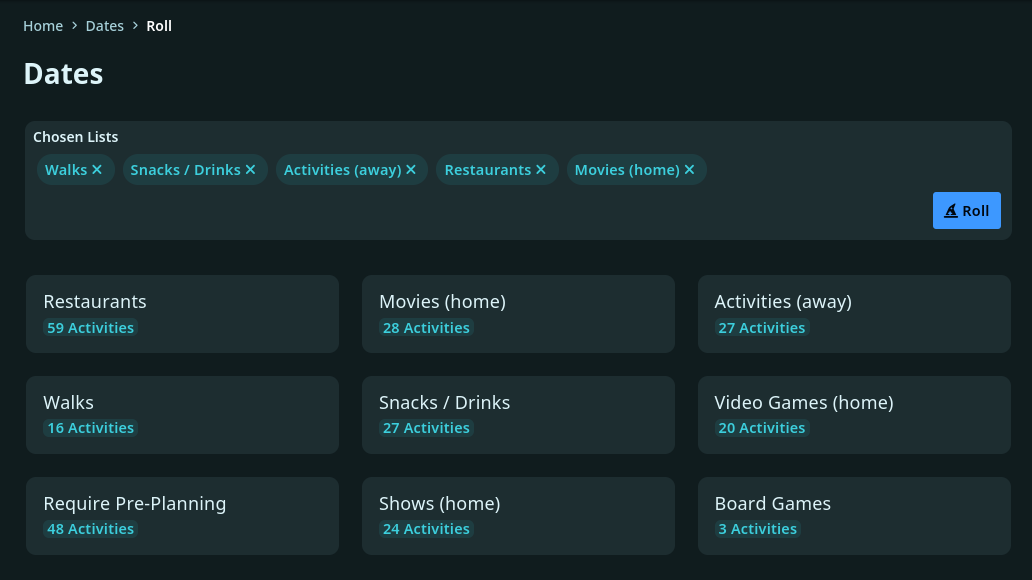 Home > Dates > Roll
Dates
Chosen Lists
Walks × Snacks / Drinks × Activities (away) × Restaurants × Movies (home) ×
Roll
Restaurants Movies (home) Activities (away)
59 Activities 28 Activities 27 Activities
Walks Snacks / Drinks Video Games (home)
16 Activities 27 Activities 20 Activities
Require Pre-Planning Shows (home) Board Games
48 Activities 24 Activities 3 Activities